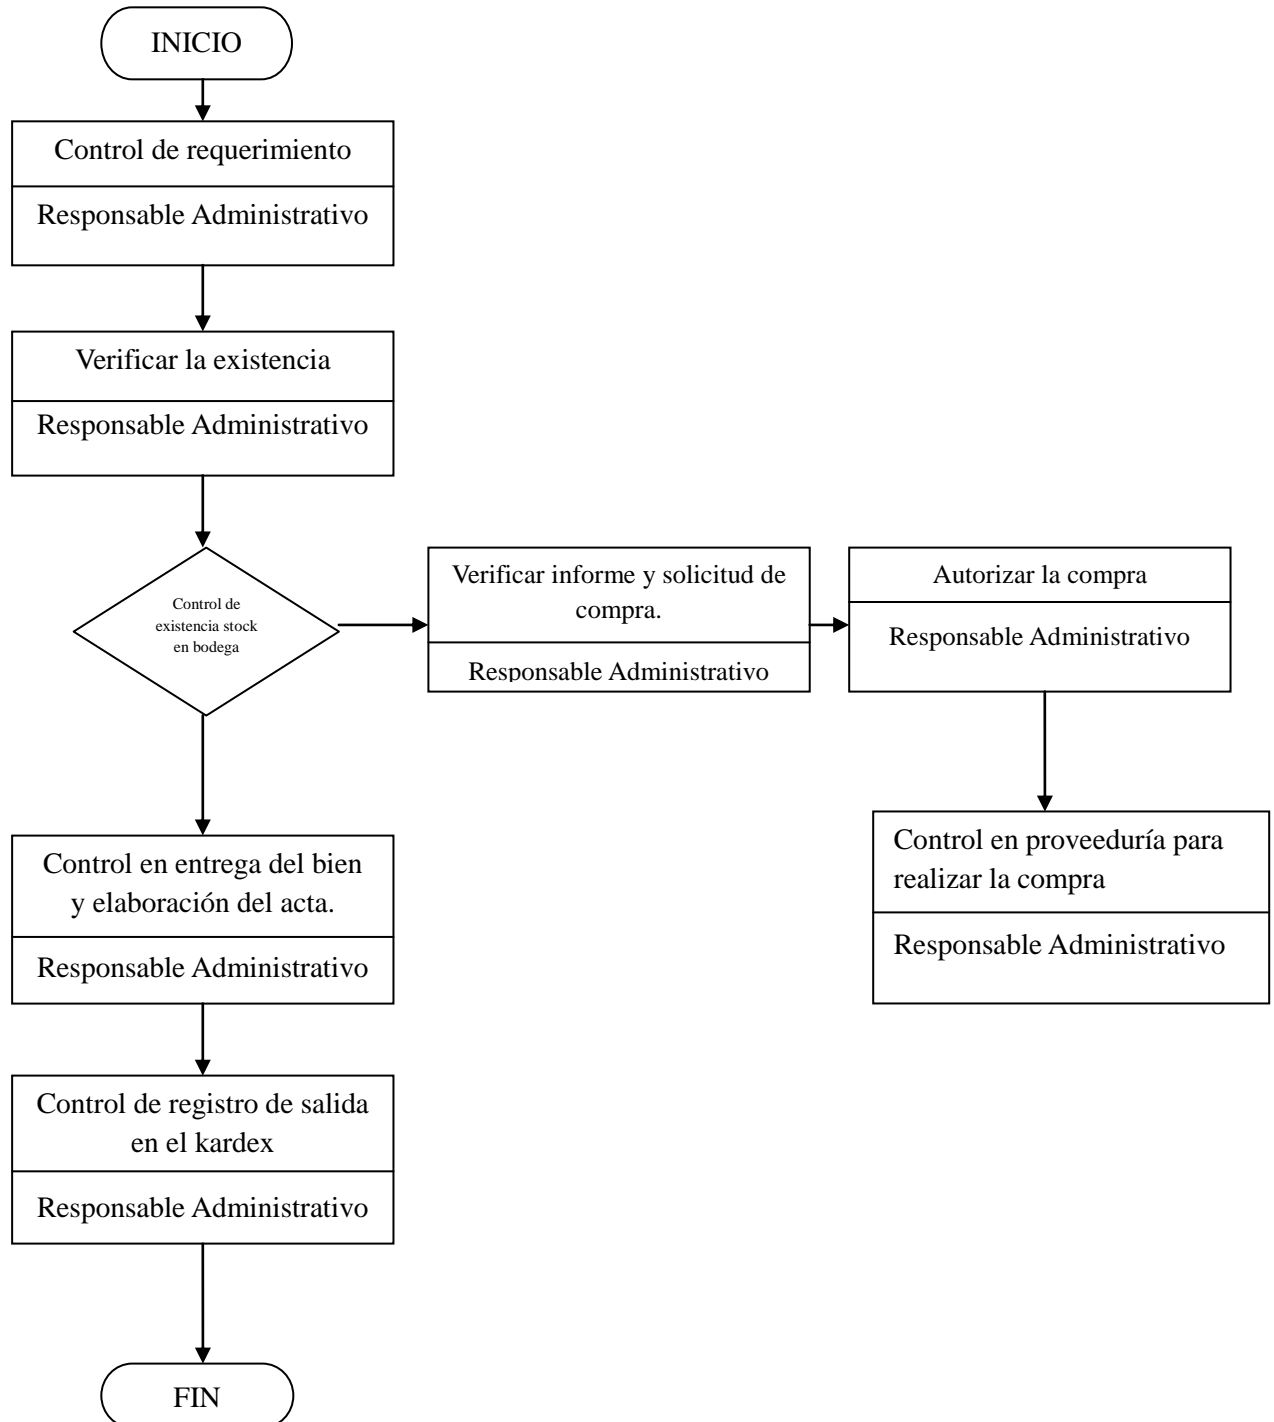 INICIO
Control de requerimiento
Responsable Administrativo
Verificar la existencia
Responsable Administrativo
Control de
existencia stock
en bodega
Verificar informe y solicitud de
compra.
Responsable Administrativo
Autorizar la compra
Responsable Administrativo
Control en entrega del bien
y elaboración del acta.
Responsable Administrativo
Control en proveeduría para
realizar la compra
Responsable Administrativo
Control de registro de salida
en el kardex
Responsable Administrativo
FIN